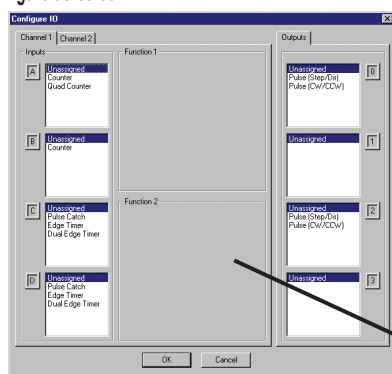 Configure IO
Channel 1
Channel 2
Inputs
A
Unassigned
Counter
Quad Counter
B
Unassigned
Counter
C
Unassigned
Pulse Catch
Edge Timer
Dual Edge Timer
D
Unassigned
Pulse Catch
Edge Timer
Dual Edge Timer
Function 1
Function 2
Outputs
Unassigned
Pulse (Step/Dir)
Pulse (CW/CCW)
0
Unassigned
1
Unassigned
Pulse (Step/Dir)
Pulse (CW/CCW)
2
Unassigned
3
OK
Cancel